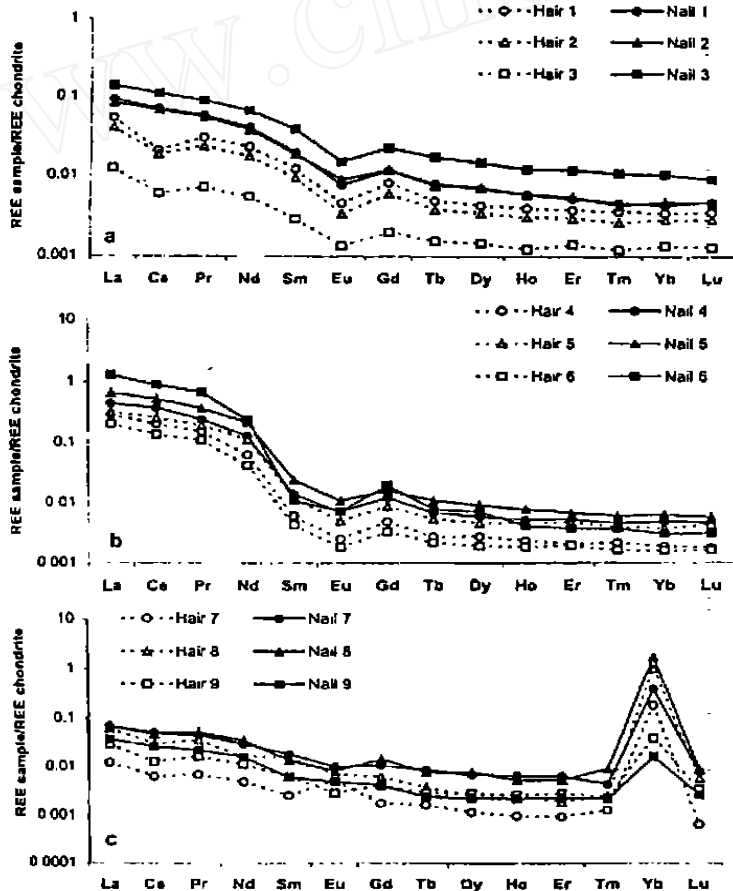 www.cn
1
Hair 1 Nail 1
Hair 2 Nail 2
Hair 3 Nail 3
0.1
0.01
0.001
REE sample/REE chondrite
a
La Ce Pr Nd Sm Eu Gd Tb Dy Ho Er Tm Yb Lu
10
Hair 4 Nail 4
Hair 5 Nail 5
Hair 6 Nail 6
1
0.1
0.01
0.001
REE sample/REE chondrite
b
La Ce Pr Nd Sm Eu Gd Tb Dy Ho Er Tm Yb Lu
10
Hair 7 Nail 7
Hair 8 Nail 8
Hair 9 Nail 9
1
0.1
0.01
0.001
0.0001
REE sample/REE chondrite
c
La Ce Pr Nd Sm Eu Gd Tb Dy Ho Er Tm Yb Lu